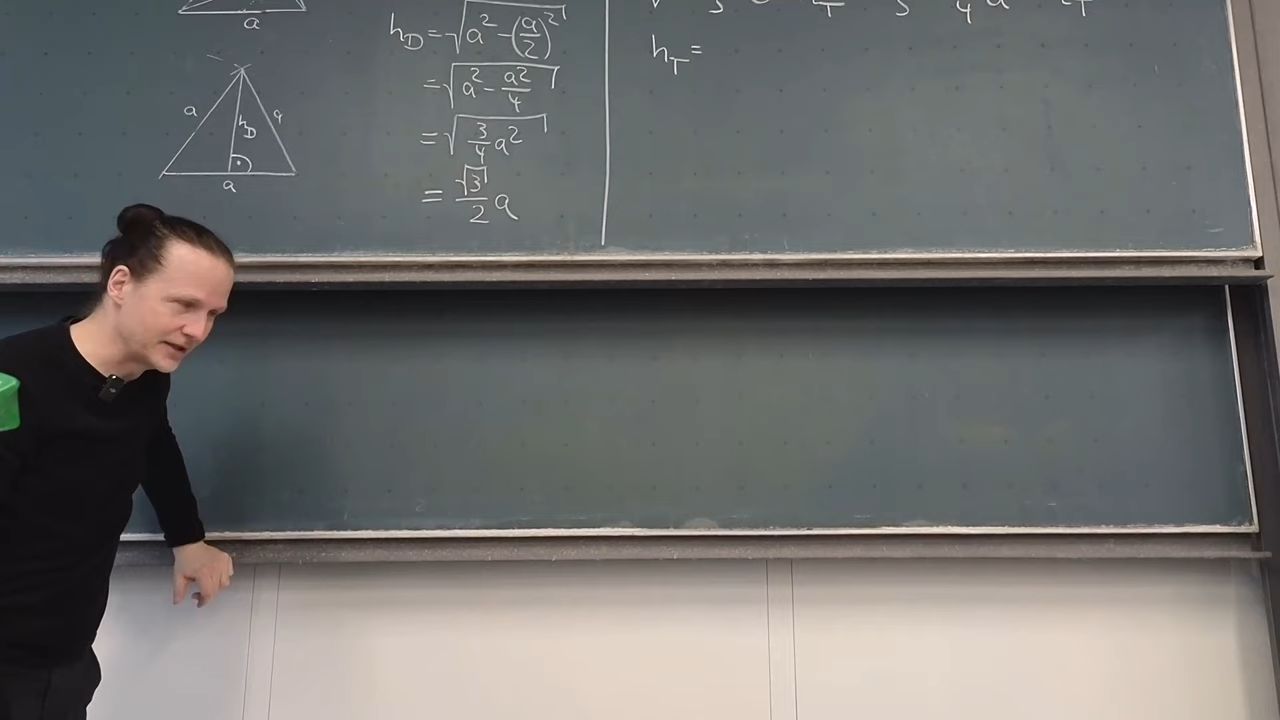 a
h_D = √(a² − (a/2)²)
= √(a² − a²/4)
= √(3/4 a²)
= √3/2 a
a
h_D
a
a
h_T =